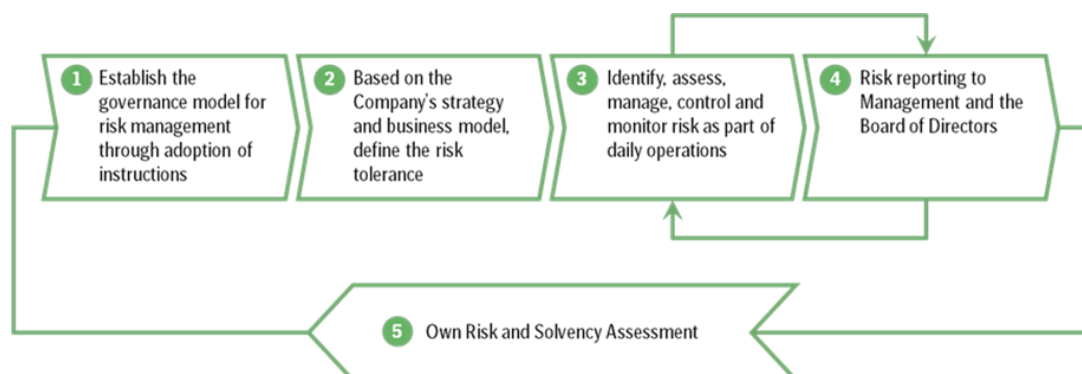 1 Establish the
governance model for
risk management
through adoption of
instructions
2 Based on the
Company's strategy
and business model,
define the risk
tolerance
3 Identify, assess,
manage, control and
monitor risk as part of
daily operations
4 Risk reporting to
Management and the
Board of Directors
5 Own Risk and Solvency Assessment